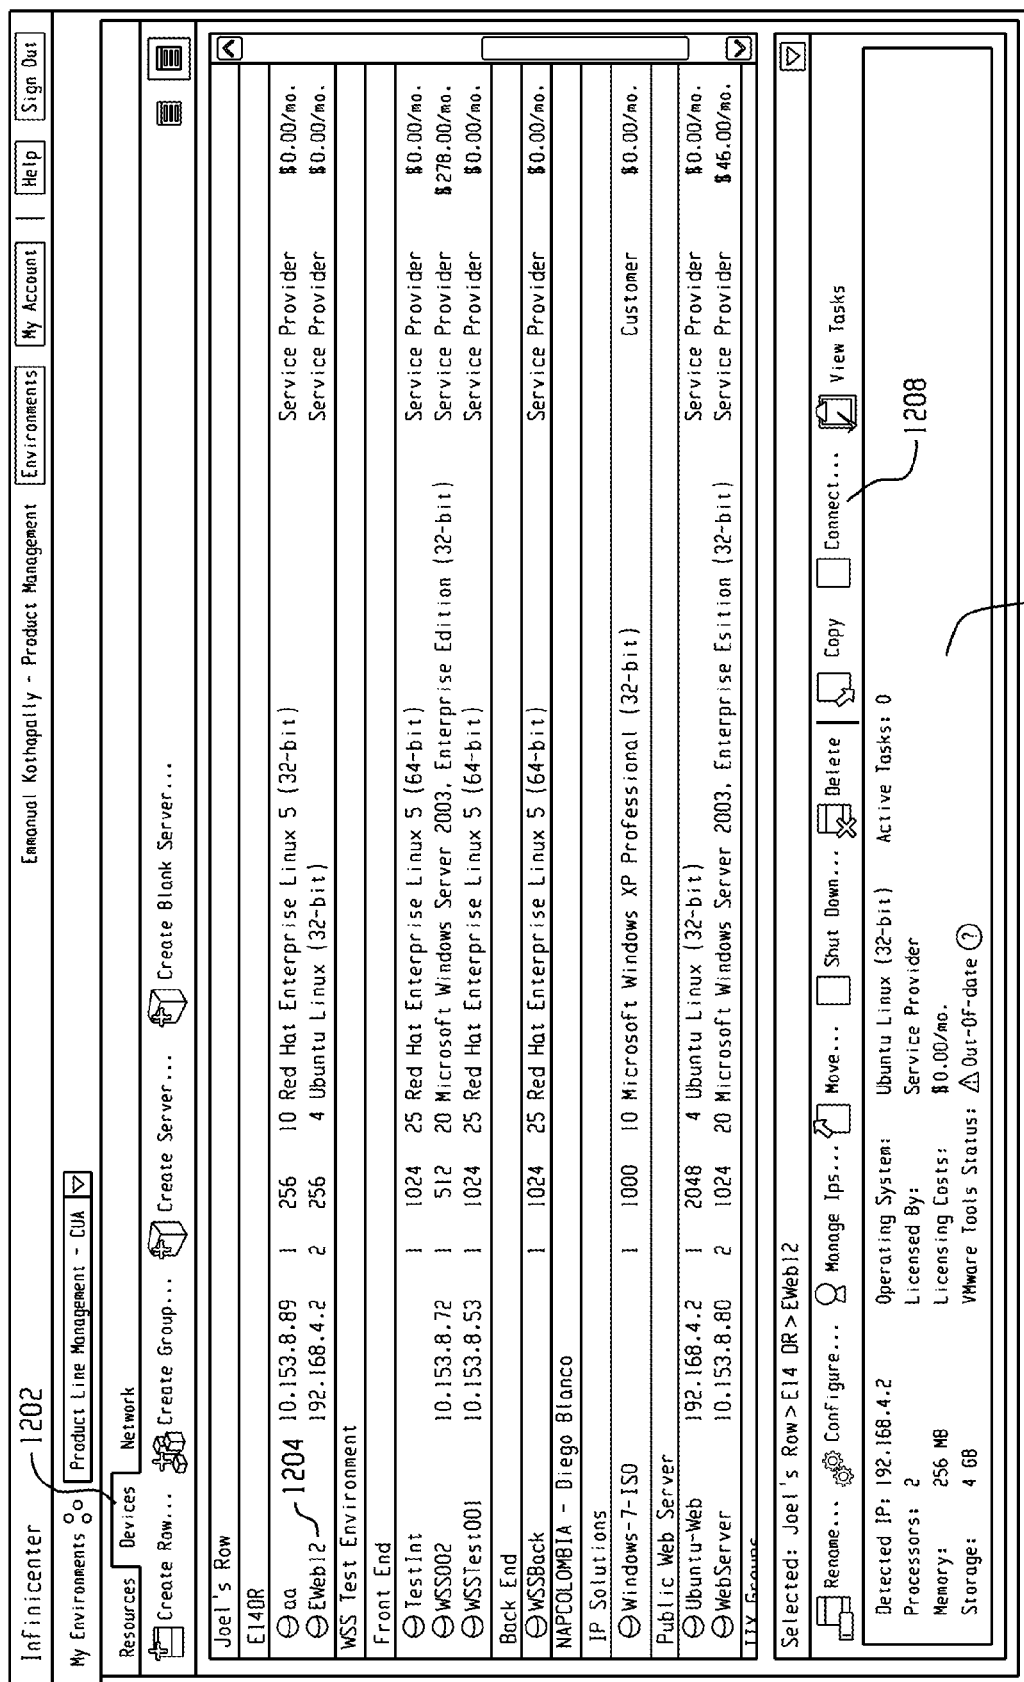 Infinicenter Emmanual Kothapally - Product Management Environments My Account | Help Sign Out
1202
My Environments Product Line Management - CUA
Resources Devices Network
Create Row... Create Group... Create Server... Create Blank Server...
Joel's Row
E140R
aa 10.153.8.89 1 256 10 Red Hat Enterprise Linux 5 (32-bit) Service Provider $0.00/mo.
1204
EWeb12 192.168.4.2 2 256 4 Ubuntu Linux (32-bit) Service Provider $0.00/mo.
WSS Test Environment
Front End
TestInt 1 1024 25 Red Hat Enterprise Linux 5 (64-bit) Service Provider $0.00/mo.
WSS002 10.153.8.72 1 512 20 Microsoft Windows Server 2003, Enterprise Edition (32-bit) Service Provider $278.00/mo.
WSSTest001 10.153.8.53 1 1024 25 Red Hat Enterprise Linux 5 (64-bit) Service Provider $0.00/mo.
Back End
WSSBack 1 1024 25 Red Hat Enterprise Linux 5 (64-bit) Service Provider $0.00/mo.
NAPCOLOMBIA - Diego Blanco
IP Solutions
Windows-7-ISO 1 1000 10 Microsoft Windows XP Professional (32-bit) Customer $0.00/mo.
Public Web Server
Ubuntu-Web 192.168.4.2 1 2048 4 Ubuntu Linux (32-bit) Service Provider $0.00/mo.
WebServer 10.153.8.80 2 1024 20 Microsoft Windows Server 2003, Enterprise Esition (32-bit) Service Provider $46.00/mo.
Selected: Joel's Row > E14 DR > EWeb12
Rename... Configure... Manage Ips... Move... Shut Down... Delete | Copy Connect... View Tasks
1208
Detected IP: 192.168.4.2 Operating System: Ubuntu Linux (32-bit) Active Tasks: 0
Processors: 2 Licensed By: Service Provider
Memory: 256 MB Licensing Costs: $0.00/mo.
Storage: 4 GB VMware Tools Status: Out-Of-date ?